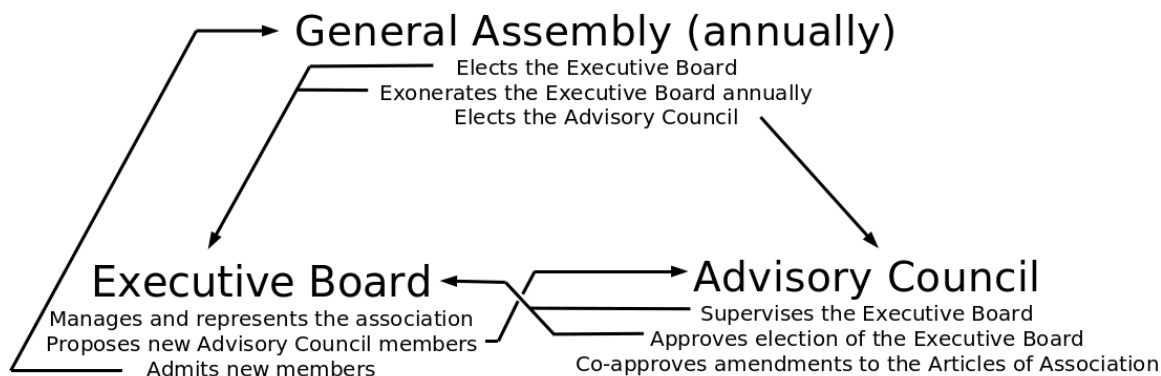 General Assembly (annually)
Elects the Executive Board
Exonerates the Executive Board annually
Elects the Advisory Council
Executive Board
Manages and represents the association
Proposes new Advisory Council members
Admits new members
Advisory Council
Supervises the Executive Board
Approves election of the Executive Board
Co-approves amendments to the Articles of Association